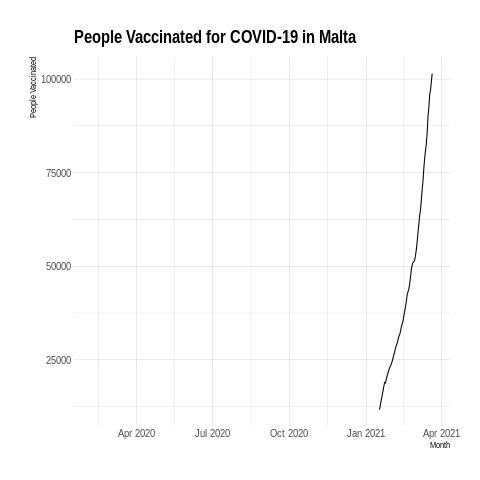 People Vaccinated for COVID-19 in Malta
People Vaccinated
100000
75000
50000
25000
Apr 2020 Jul 2020 Oct 2020 Jan 2021 Apr 2021
Month